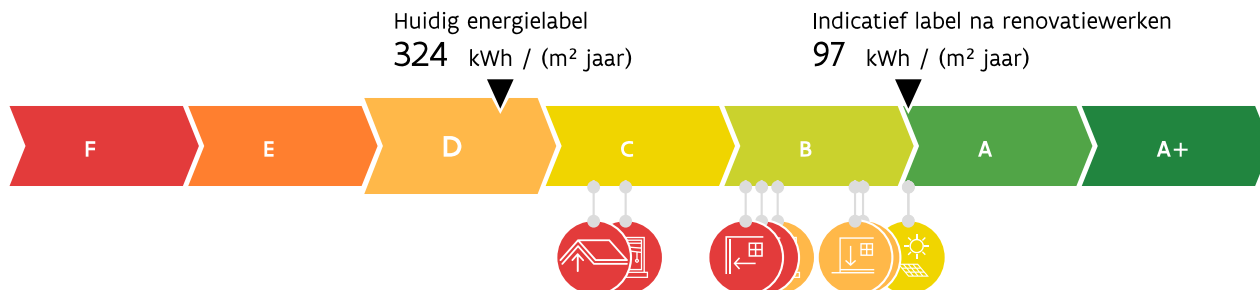 Huidig energielabel
324 kWh / (m² jaar)
Indicatief label na renovatiewerken
97 kWh / (m² jaar)
F
E
D
C
B
A
A+